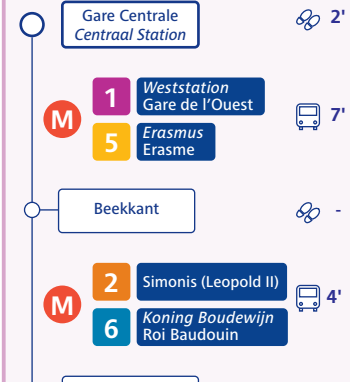 Gare Centrale
Centraal Station
2'
M
1
Weststation
Gare de l'Ouest
5
Erasmus
Erasme
7'
Beekkant
-
M
2
Simonis (Leopold II)
6
Koning Boudewijn
Roi Baudouin
4'